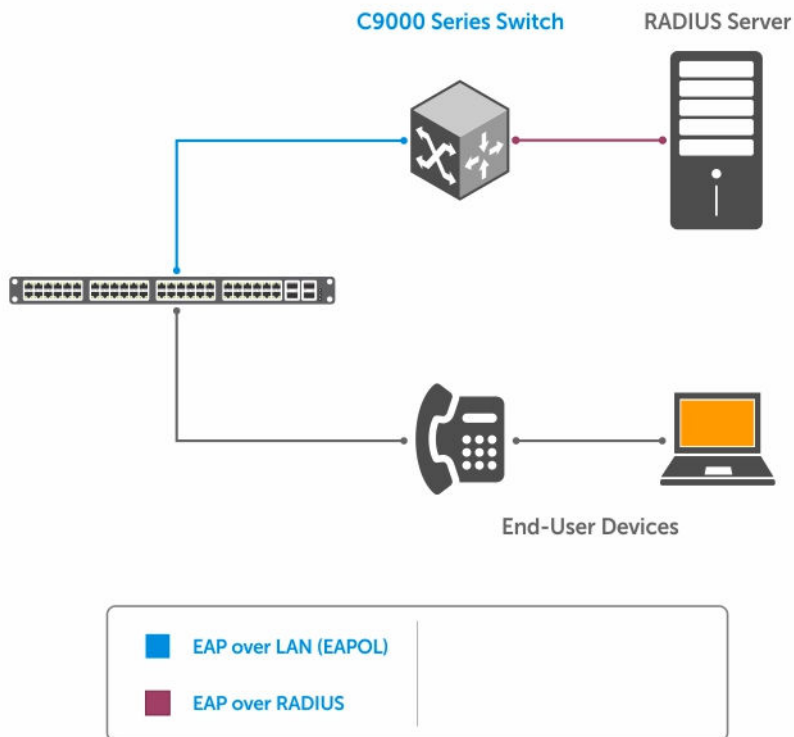 C9000 Series Switch
RADIUS Server
End-User Devices
EAP over LAN (EAPOL)
EAP over RADIUS